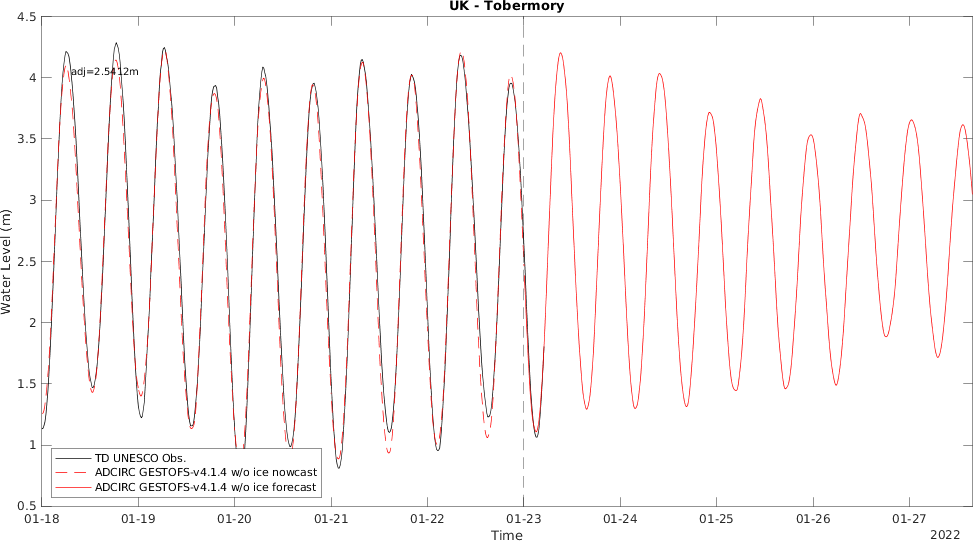 UK - Tobermory
4.5
adj=2.5412m
4
3.5
3
2.5
2
1.5
1
0.5
Water Level (m)
TD UNESCO Obs.
ADCIRC GESTOFS-v4.1.4 w/o ice nowcast
ADCIRC GESTOFS-v4.1.4 w/o ice forecast
01-18 01-19 01-20 01-21 01-22 01-23 01-24 01-25 01-26 01-27
Time
2022